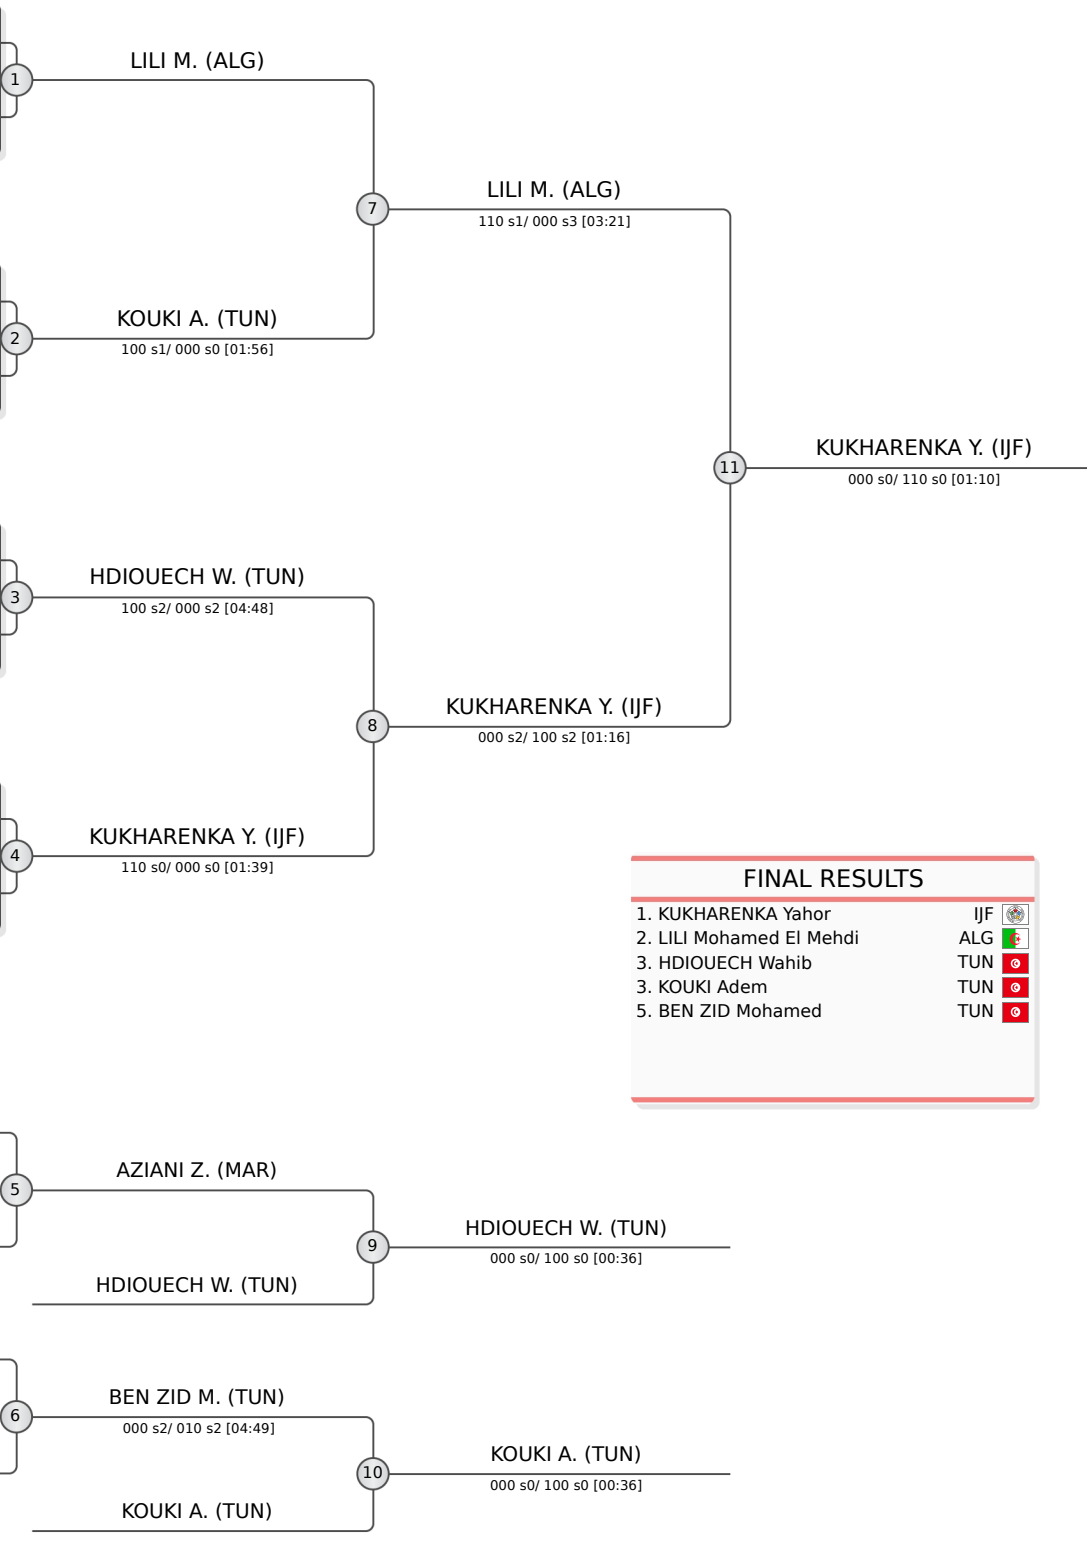 LILI M. (ALG)
1
LILI M. (ALG)
7
110 s1/ 000 s3 [03:21]
KOUKI A. (TUN)
2
100 s1/ 000 s0 [01:56]
KUKHARENKA Y. (IJF)
11
000 s0/ 110 s0 [01:10]
HDIOUECH W. (TUN)
3
100 s2/ 000 s2 [04:48]
KUKHARENKA Y. (IJF)
8
000 s2/ 100 s2 [01:16]
KUKHARENKA Y. (IJF)
4
110 s0/ 000 s0 [01:39]
FINAL RESULTS
1. KUKHARENKA Yahor IJF
2. LILI Mohamed El Mehdi ALG
3. HDIOUECH Wahib TUN
3. KOUKI Adem TUN
5. BEN ZID Mohamed TUN
AZIANI Z. (MAR)
5
HDIOUECH W. (TUN)
9
000 s0/ 100 s0 [00:36]
HDIOUECH W. (TUN)
BEN ZID M. (TUN)
6
000 s2/ 010 s2 [04:49]
KOUKI A. (TUN)
10
000 s0/ 100 s0 [00:36]
KOUKI A. (TUN)